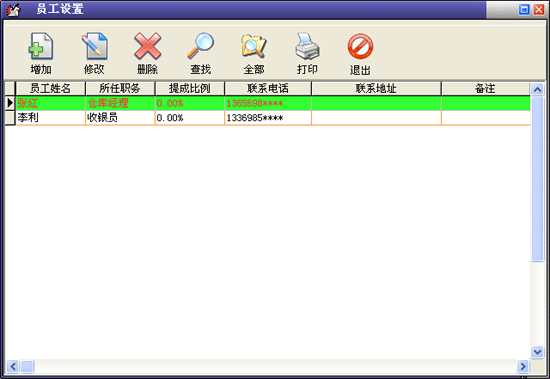 员工设置
增加 修改 删除 查找 全部 打印 退出
员工姓名 所任职务 提成比例 联系电话 联系地址 备注
张红 仓库经理 0.00% 1365698****
李利 收银员 0.00% 1336985****